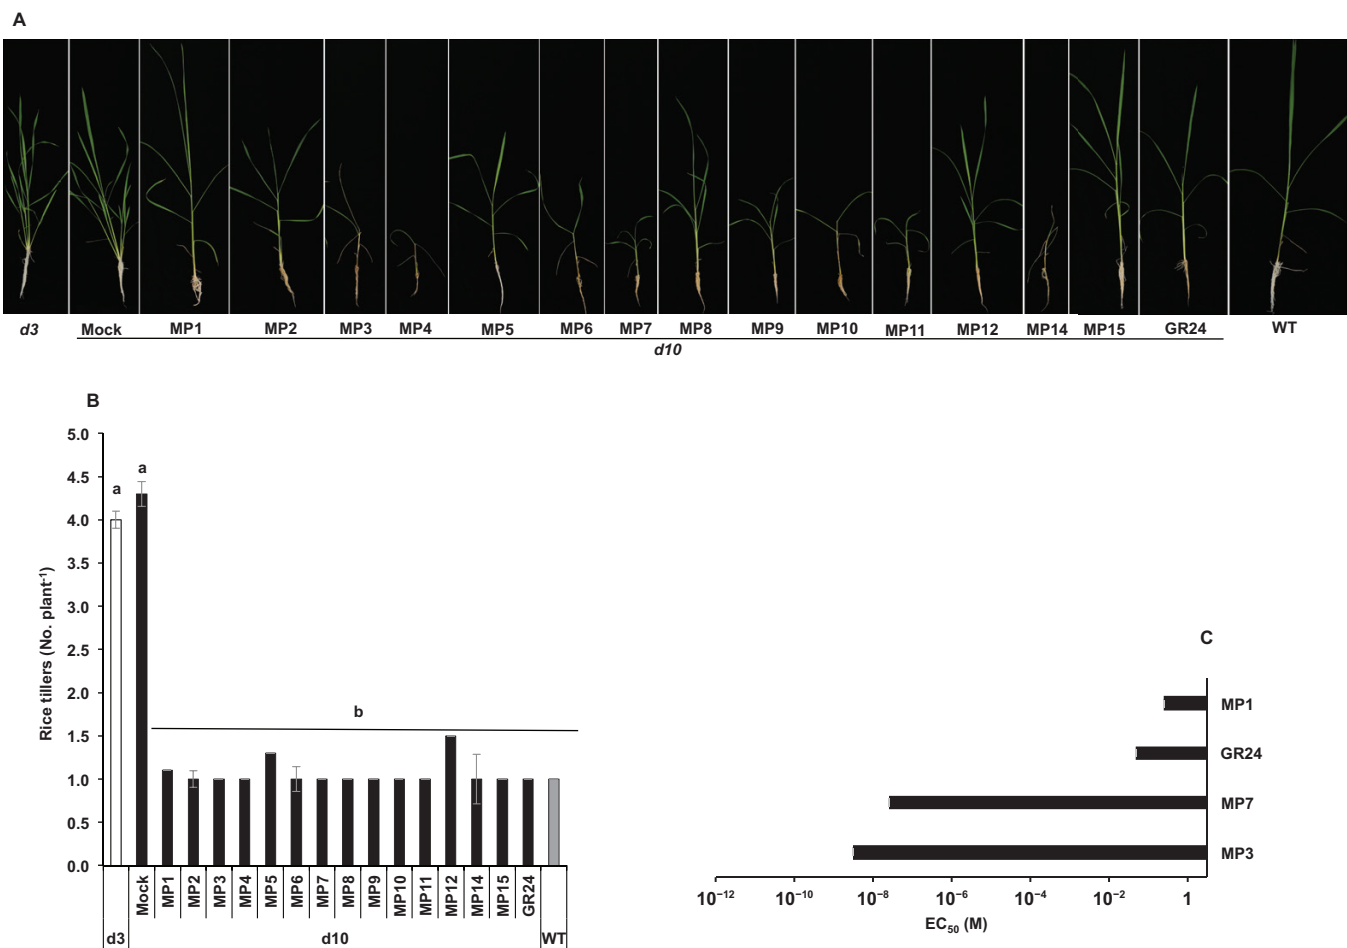 A
d3 Mock MP1 MP2 MP3 MP4 MP5 MP6 MP7 MP8 MP9 MP10 MP11 MP12 MP14 MP15 GR24 WT
d10
B
Rice tillers (No. plant⁻¹)
5.0
4.5
4.0
3.5
3.0
2.5
2.0
1.5
1.0
0.5
0.0
a
a
b
Mock MP1 MP2 MP3 MP4 MP5 MP6 MP7 MP8 MP9 MP10 MP11 MP12 MP14 MP15 GR24
d3 d10 WT
C
MP1
GR24
MP7
MP3
10⁻¹² 10⁻¹⁰ 10⁻⁸ 10⁻⁶ 10⁻⁴ 10⁻² 1
EC₅₀ (M)